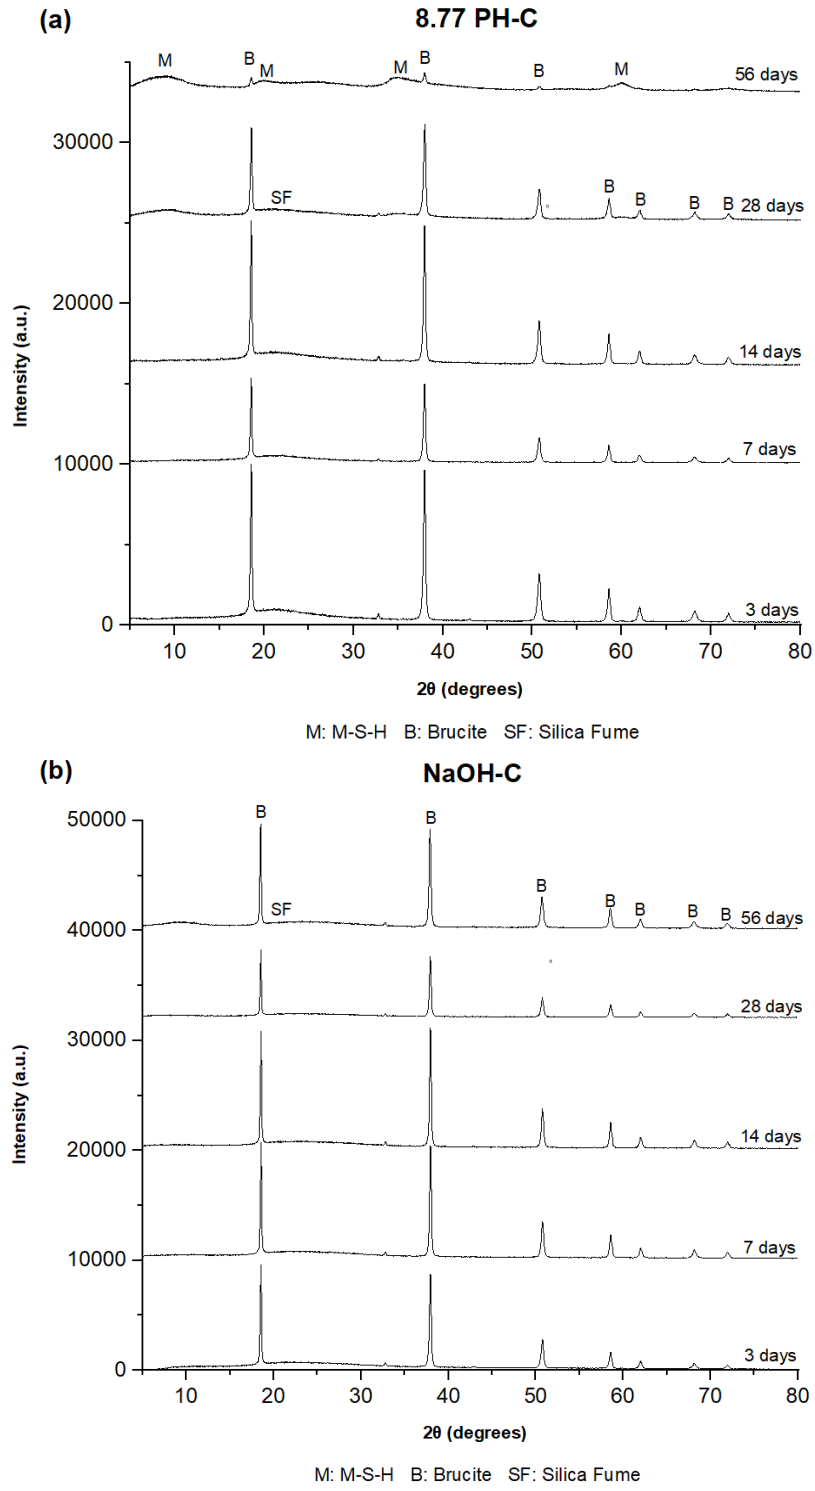 (a)
8.77 PH-C
M B M M B B M 56 days
30000
SF B B B B 28 days
20000
14 days
10000
7 days
0
3 days
Intensity (a.u.)
10 20 30 40 50 60 70 80
2θ (degrees)
M: M-S-H B: Brucite SF: Silica Fume
(b)
NaOH-C
50000
B B B B B B B
SF 56 days
40000
28 days
30000
14 days
20000
7 days
10000
3 days
0
Intensity (a.u.)
10 20 30 40 50 60 70 80
2θ (degrees)
M: M-S-H B: Brucite SF: Silica Fume